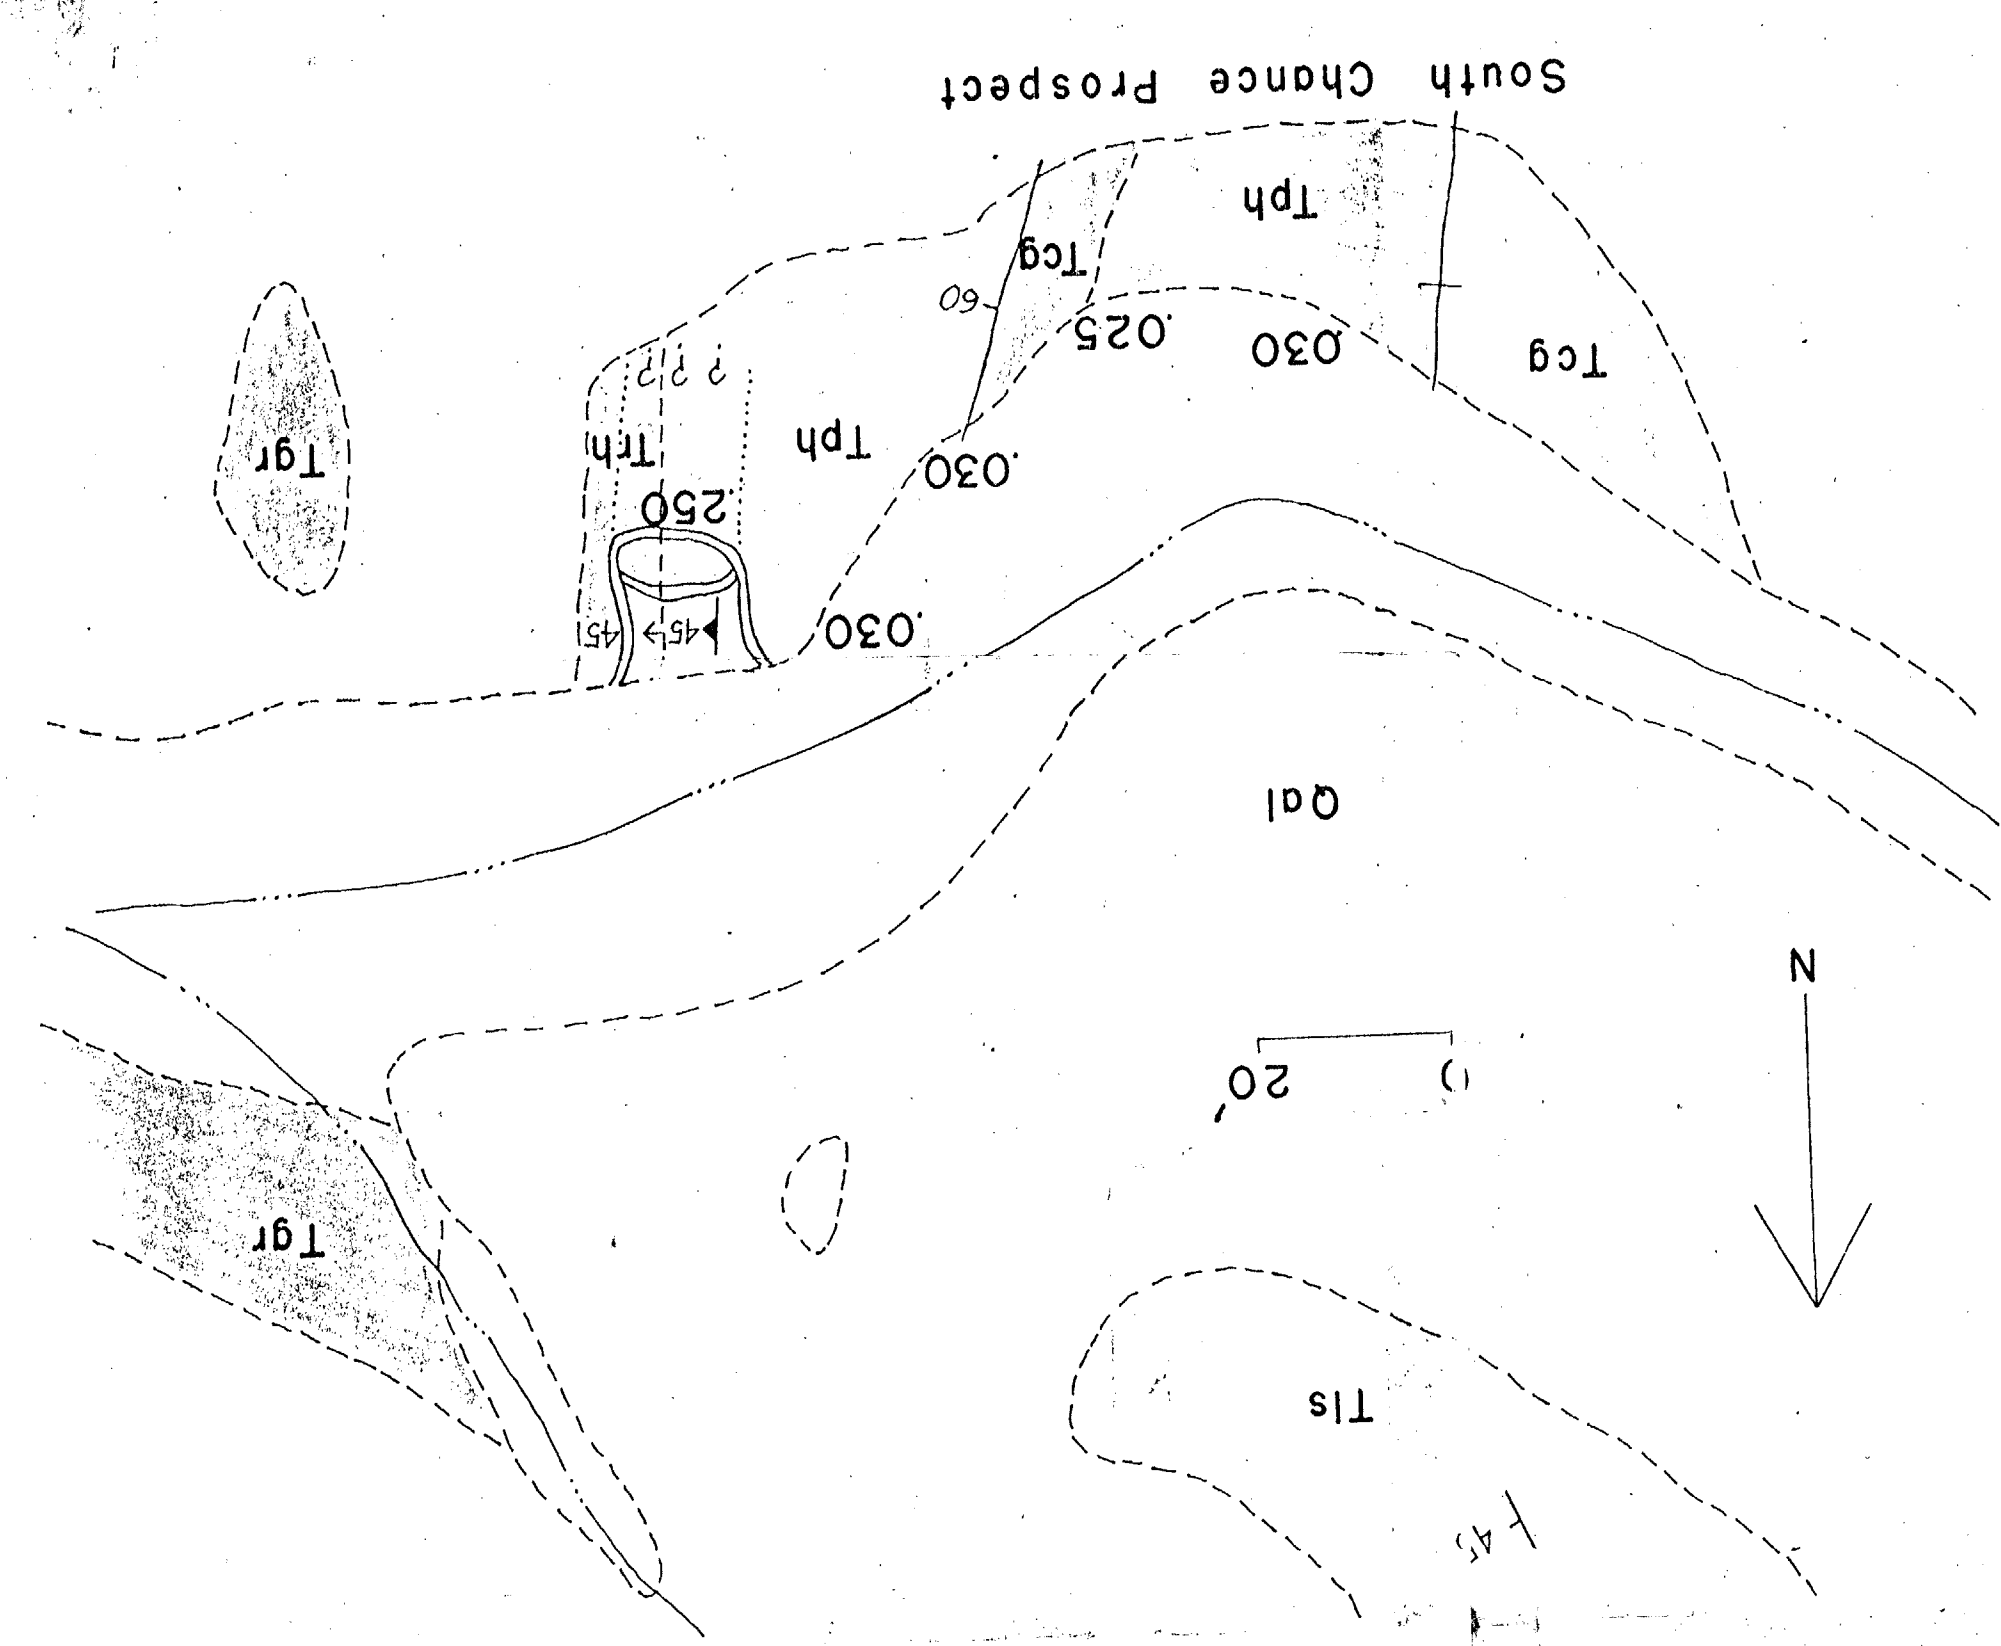 45
Tls
Tgr
0 20'
N
Qal
.030
45
45
.250
.030
Tph
Trh
Tgr
Tcg
.030
.025
? ? ?
60
Tcg
Tph
South Chance Prospect